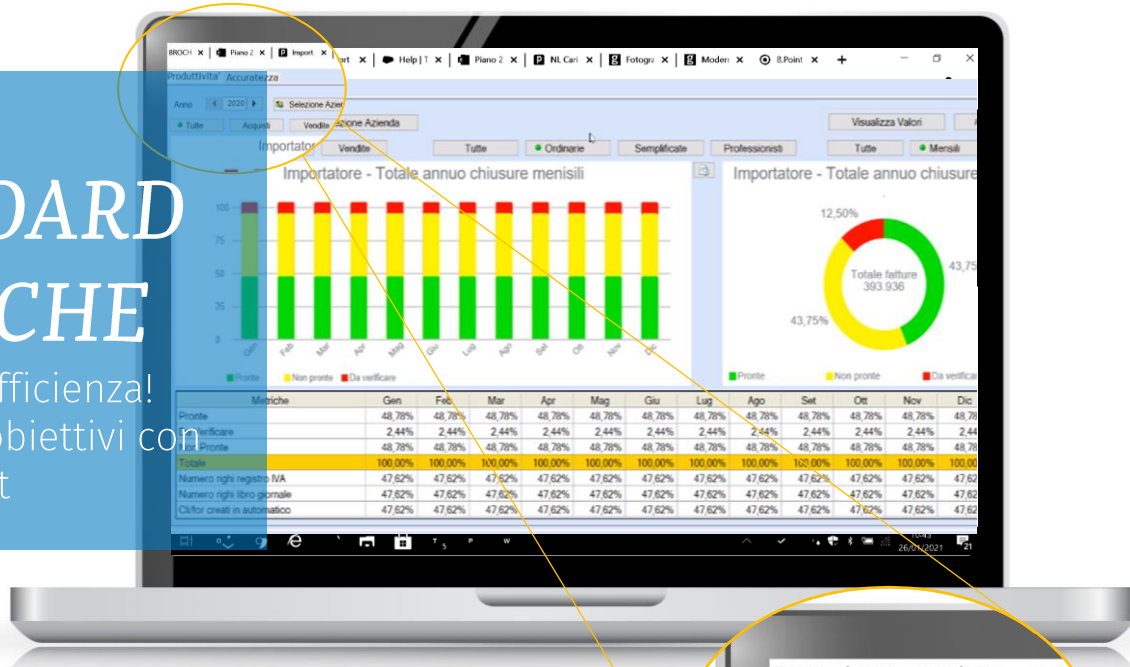 BROCH × Piano 2 × Import × ort × Help | T × Piano 2 × NL Cari × Fotogra × Modern × B.Point × +
Produttivita' Accuratezza
Anno 2020 Selezione Azien
zione Azienda Visualizza Valori
Tutte Acquisti Vendite
Importator Vendite Tutte Ordinarie Semplificate Professionisti Tutte Mensili
Importatore - Totale annuo chiusure menisili
Importatore - Totale annuo chiusure
100
75
50
25
0
Gen Feb Mar Apr Mag Giu Lug Ago Set Ott Nov Dic
Pronte Non pronte Da verificare
12,50%
43,75
43,75%
Totale fatture
393.936
Pronte Non pronte Da verificar
OARD
CHE
fficienza!
obiettivi con
t
Metriche Gen Feb Mar Apr Mag Giu Lug Ago Set Ott Nov Dic
Pronte 48,78% 48,78% 48,78% 48,78% 48,78% 48,78% 48,78% 48,78% 48,78% 48,78% 48,78% 48,78
verificare 2,44% 2,44% 2,44% 2,44% 2,44% 2,44% 2,44% 2,44% 2,44% 2,44% 2,44% 2,44
Non Pronte 48,78% 48,78% 48,78% 48,78% 48,78% 48,78% 48,78% 48,78% 48,78% 48,78% 48,78% 48,78
Totale 100,00% 100,00% 100,00% 100,00% 100,00% 100,00% 100,00% 100,00% 100,00% 100,00% 100,00% 100,00
Numero righi registro IVA 47,62% 47,62% 47,62% 47,62% 47,62% 47,62% 47,62% 47,62% 47,62% 47,62% 47,62% 47,62
Numero righi libro giornale 47,62% 47,62% 47,62% 47,62% 47,62% 47,62% 47,62% 47,62% 47,62% 47,62% 47,62% 47,62
Cli/for creati in automatico 47,62% 47,62% 47,62% 47,62% 47,62% 47,62% 47,62% 47,62% 47,62% 47,62% 47,62% 47,62
26/01/2021 21